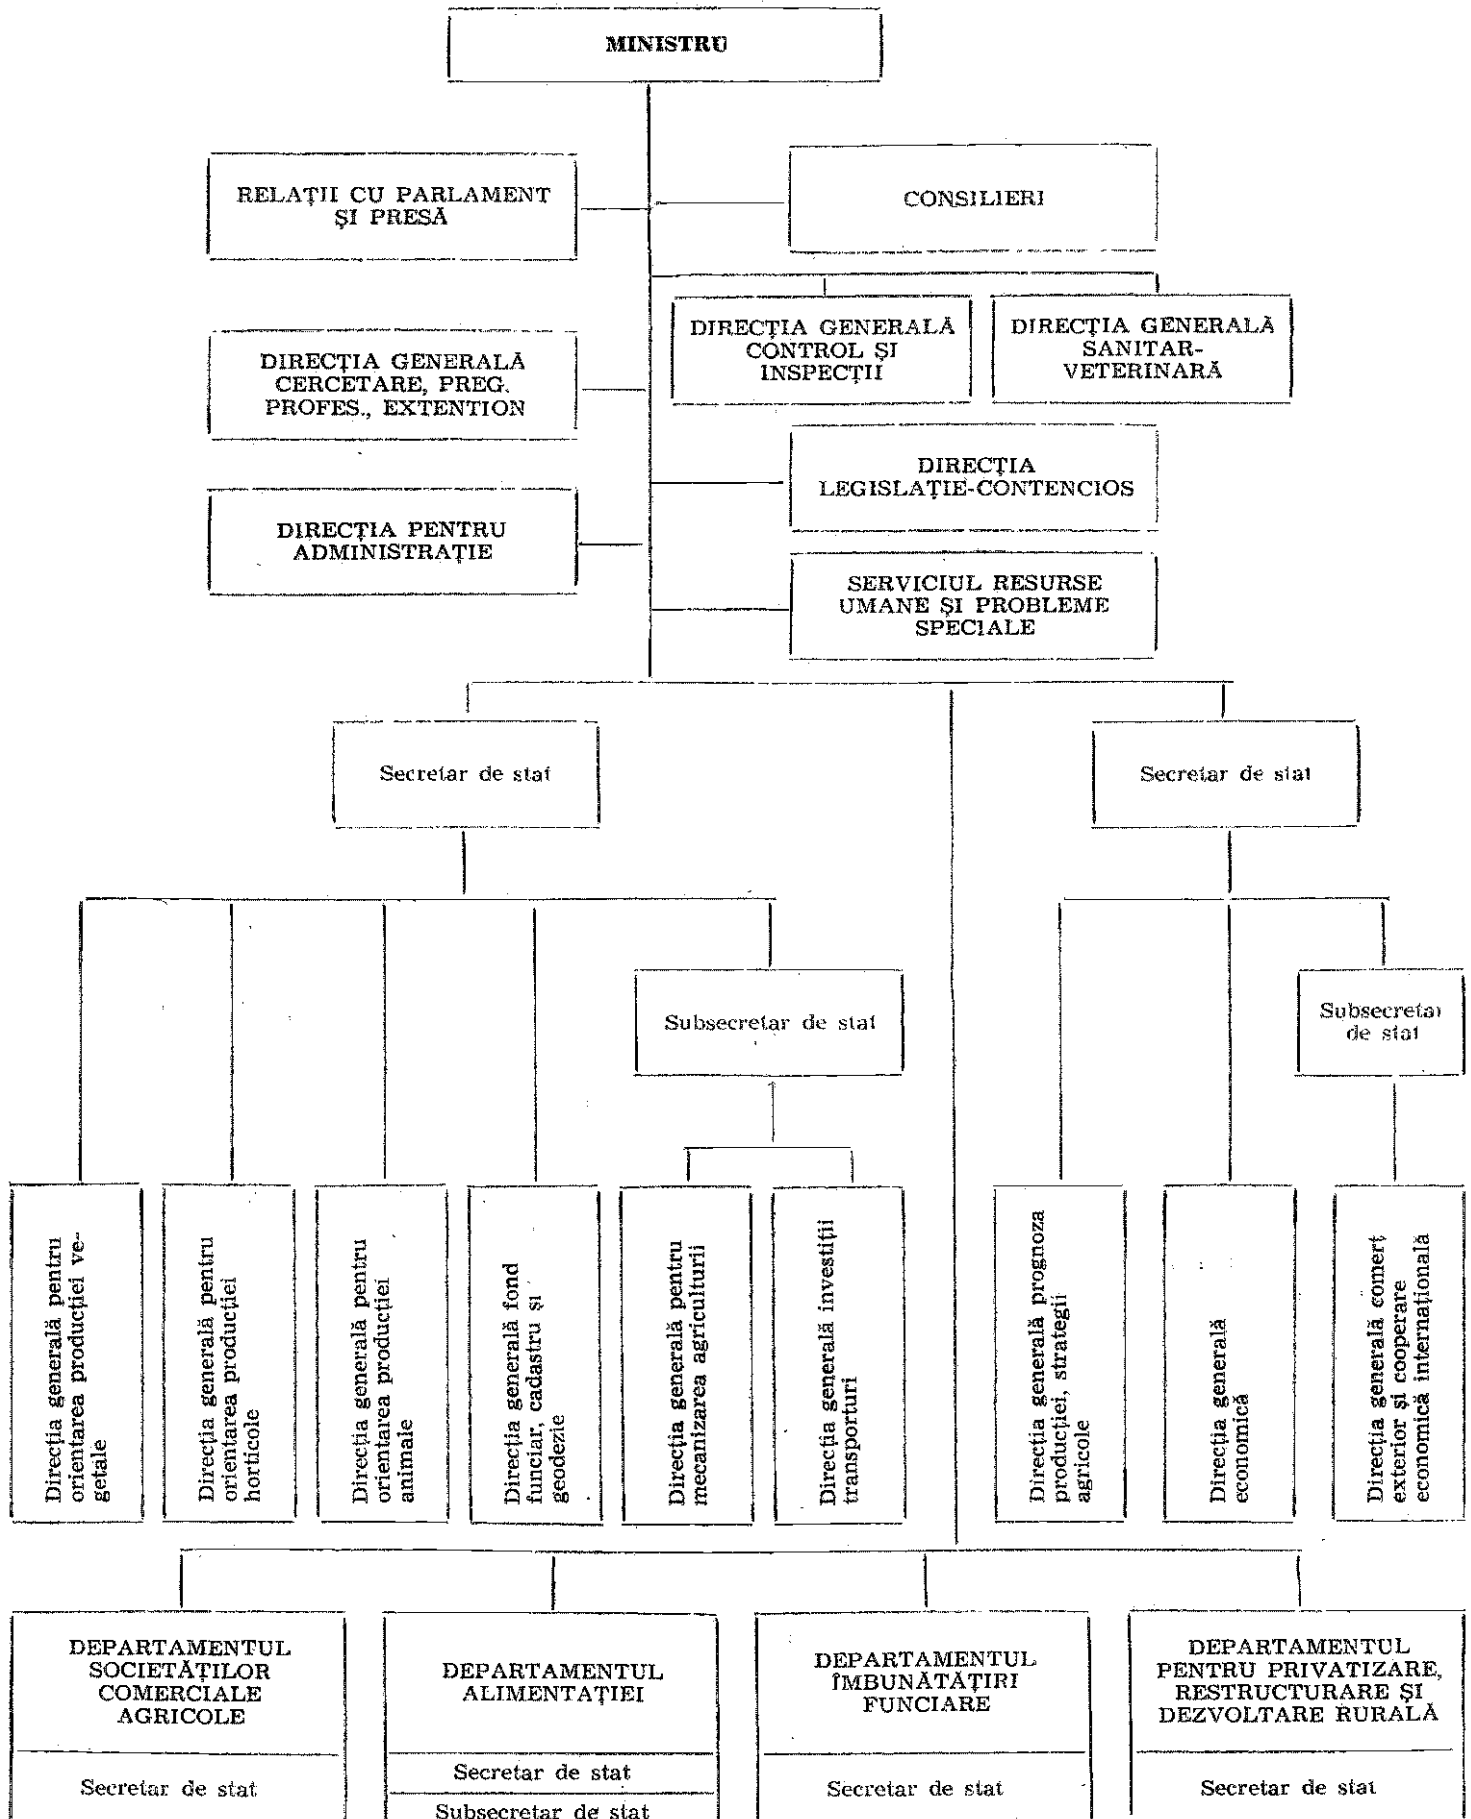 MINISTRU
RELAȚII CU PARLAMENT
ȘI PRESĂ
CONSILIERI
DIRECȚIA GENERALĂ
CONTROL ȘI
INSPECȚII
DIRECȚIA GENERALĂ
SANITAR-
VETERINARĂ
DIRECȚIA GENERALĂ
CERCETARE, PREG.
PROFES., EXTENTION
DIRECȚIA
LEGISLAȚIE-CONTENCIOS
DIRECȚIA PENTRU
ADMINISTRAȚIE
SERVICIUL RESURSE
UMANE ȘI PROBLEME
SPECIALE
Secretar de stat
Secretar de stat
Subsecretar de stat
Subsecretar
de stat
Direcția generală pentru
orientarea producției ve-
getale
Direcția generală pentru
orientarea producției
horticole
Direcția generală pentru
orientarea producției
animale
Direcția generală fond
funciar, cadastru și
geodezie
Direcția generală pentru
mecanizarea agriculturii
Direcția generală investiții
transporturi
Direcția generală prognoza
producției, strategii
agricole
Direcția generală
economică
Direcția generală comerț
exterior și cooperare
economică internațională
DEPARTAMENTUL
SOCIETĂȚILOR
COMERCIALE
AGRICOLE
Secretar de stat
DEPARTAMENTUL
ALIMENTAȚIEI
Secretar de stat
Subsecretar de stat
DEPARTAMENTUL
ÎMBUNĂTĂȚIRI
FUNCIARE
Secretar de stat
DEPARTAMENTUL
PENTRU PRIVATIZARE,
RESTRUCTURARE ȘI
DEZVOLTARE RURALĂ
Secretar de stat